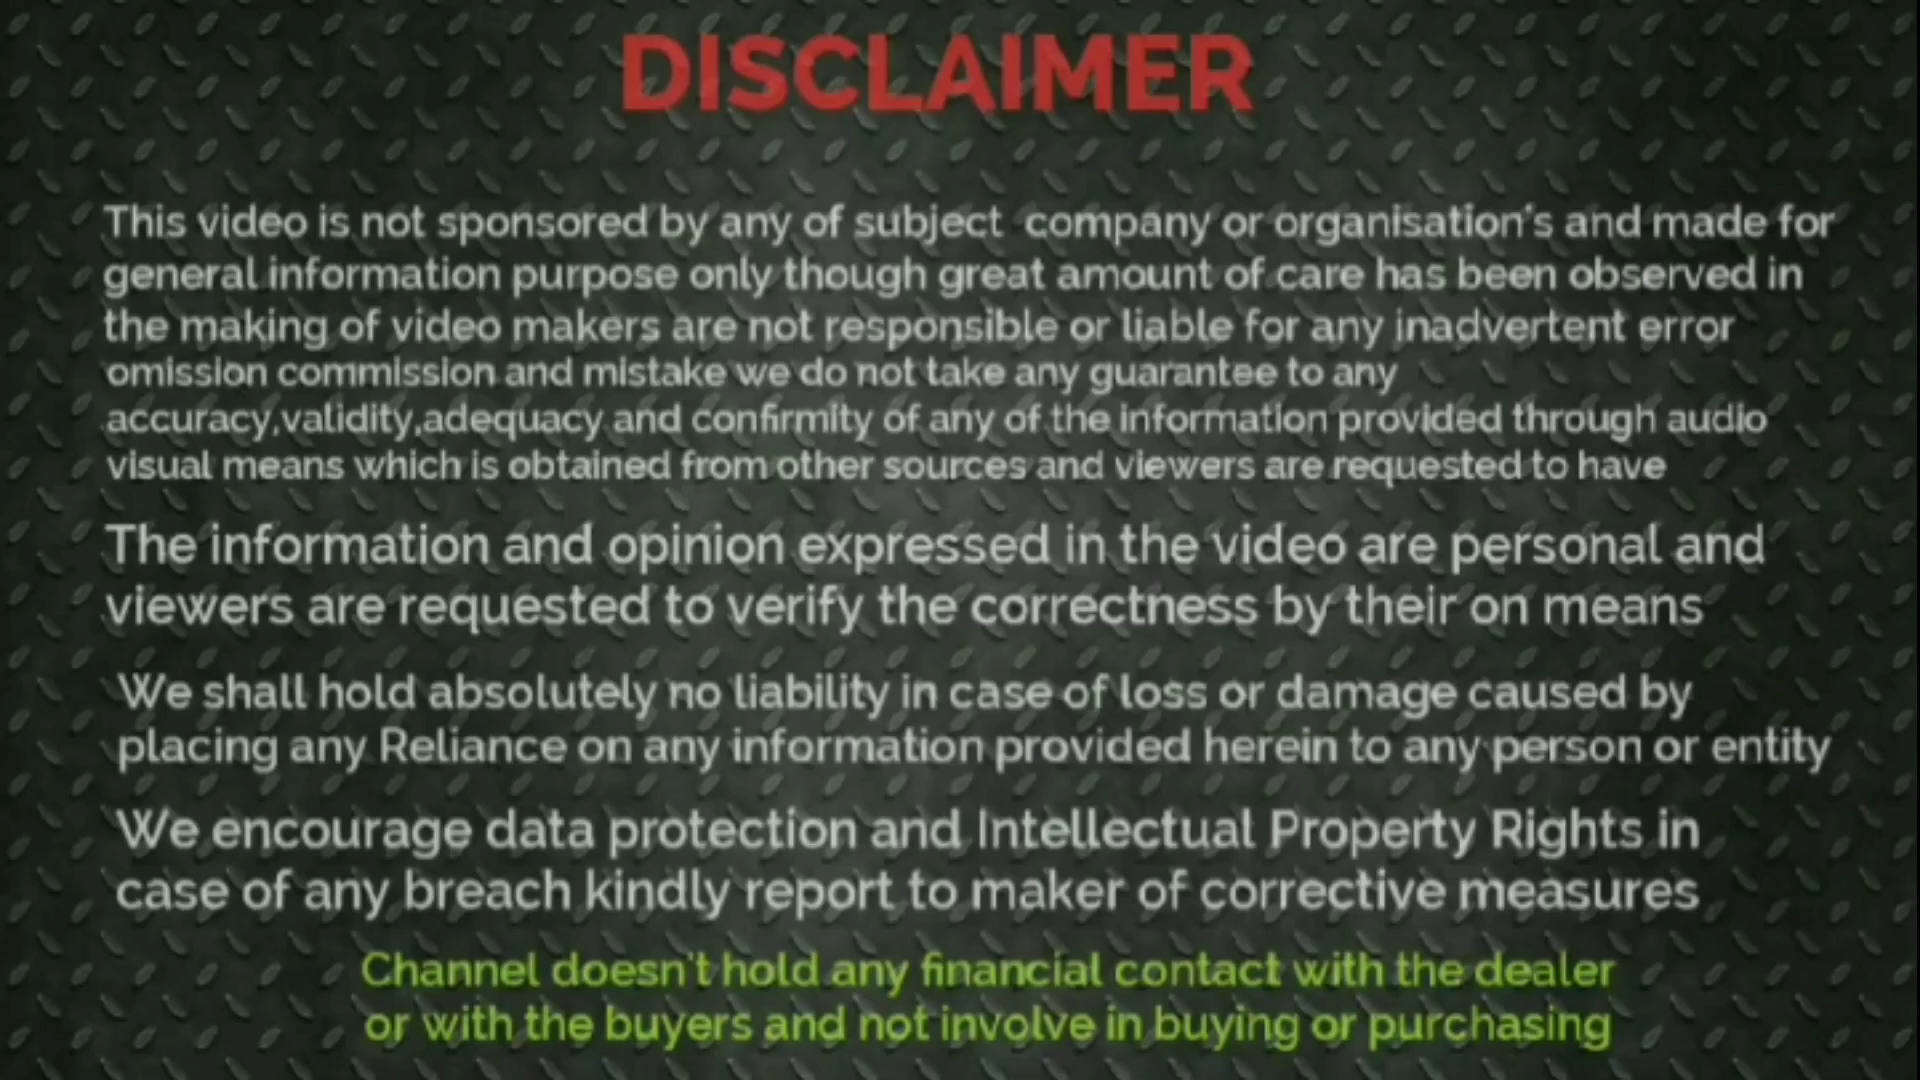 DISCLAIMER
This video is not sponsored by any of subject company or organisation's and made for
general information purpose only though great amount of care has been observed in
the making of video makers are not responsible or liable for any inadvertent error
omission commission and mistake we do not take any guarantee to any
accuracy,validity,adequacy and confirmity of any of the information provided through audio
visual means which is obtained from other sources and viewers are requested to have
The information and opinion expressed in the video are personal and
viewers are requested to verify the correctness by their on means
We shall hold absolutely no liability in case of loss or damage caused by
placing any Reliance on any information provided herein to any person or entity
We encourage data protection and Intellectual Property Rights in
case of any breach kindly report to maker of corrective measures
Channel doesn't hold any financial contact with the dealer
or with the buyers and not involve in buying or purchasing